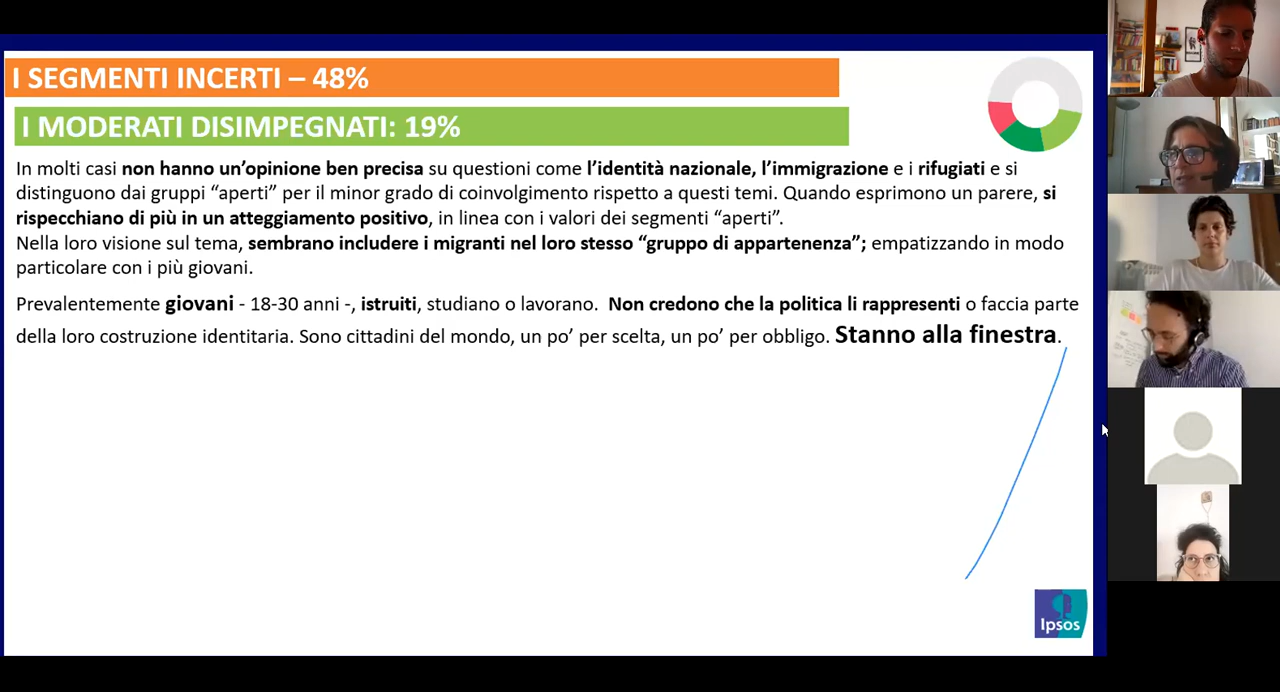 I SEGMENTI INCERTI – 48%
I MODERATI DISIMPEGNATI: 19%
In molti casi non hanno un’opinione ben precisa su questioni come l’identità nazionale, l’immigrazione e i rifugiati e si
distinguono dai gruppi “aperti” per il minor grado di coinvolgimento rispetto a questi temi. Quando esprimono un parere, si
rispecchiano di più in un atteggiamento positivo, in linea con i valori dei segmenti “aperti”.
Nella loro visione sul tema, sembrano includere i migranti nel loro stesso “gruppo di appartenenza”; empatizzando in modo
particolare con i più giovani.
Prevalentemente giovani - 18-30 anni -, istruiti, studiano o lavorano. Non credono che la politica li rappresenti o faccia parte
della loro costruzione identitaria. Sono cittadini del mondo, un po’ per scelta, un po’ per obbligo. Stanno alla finestra.
Ipsos